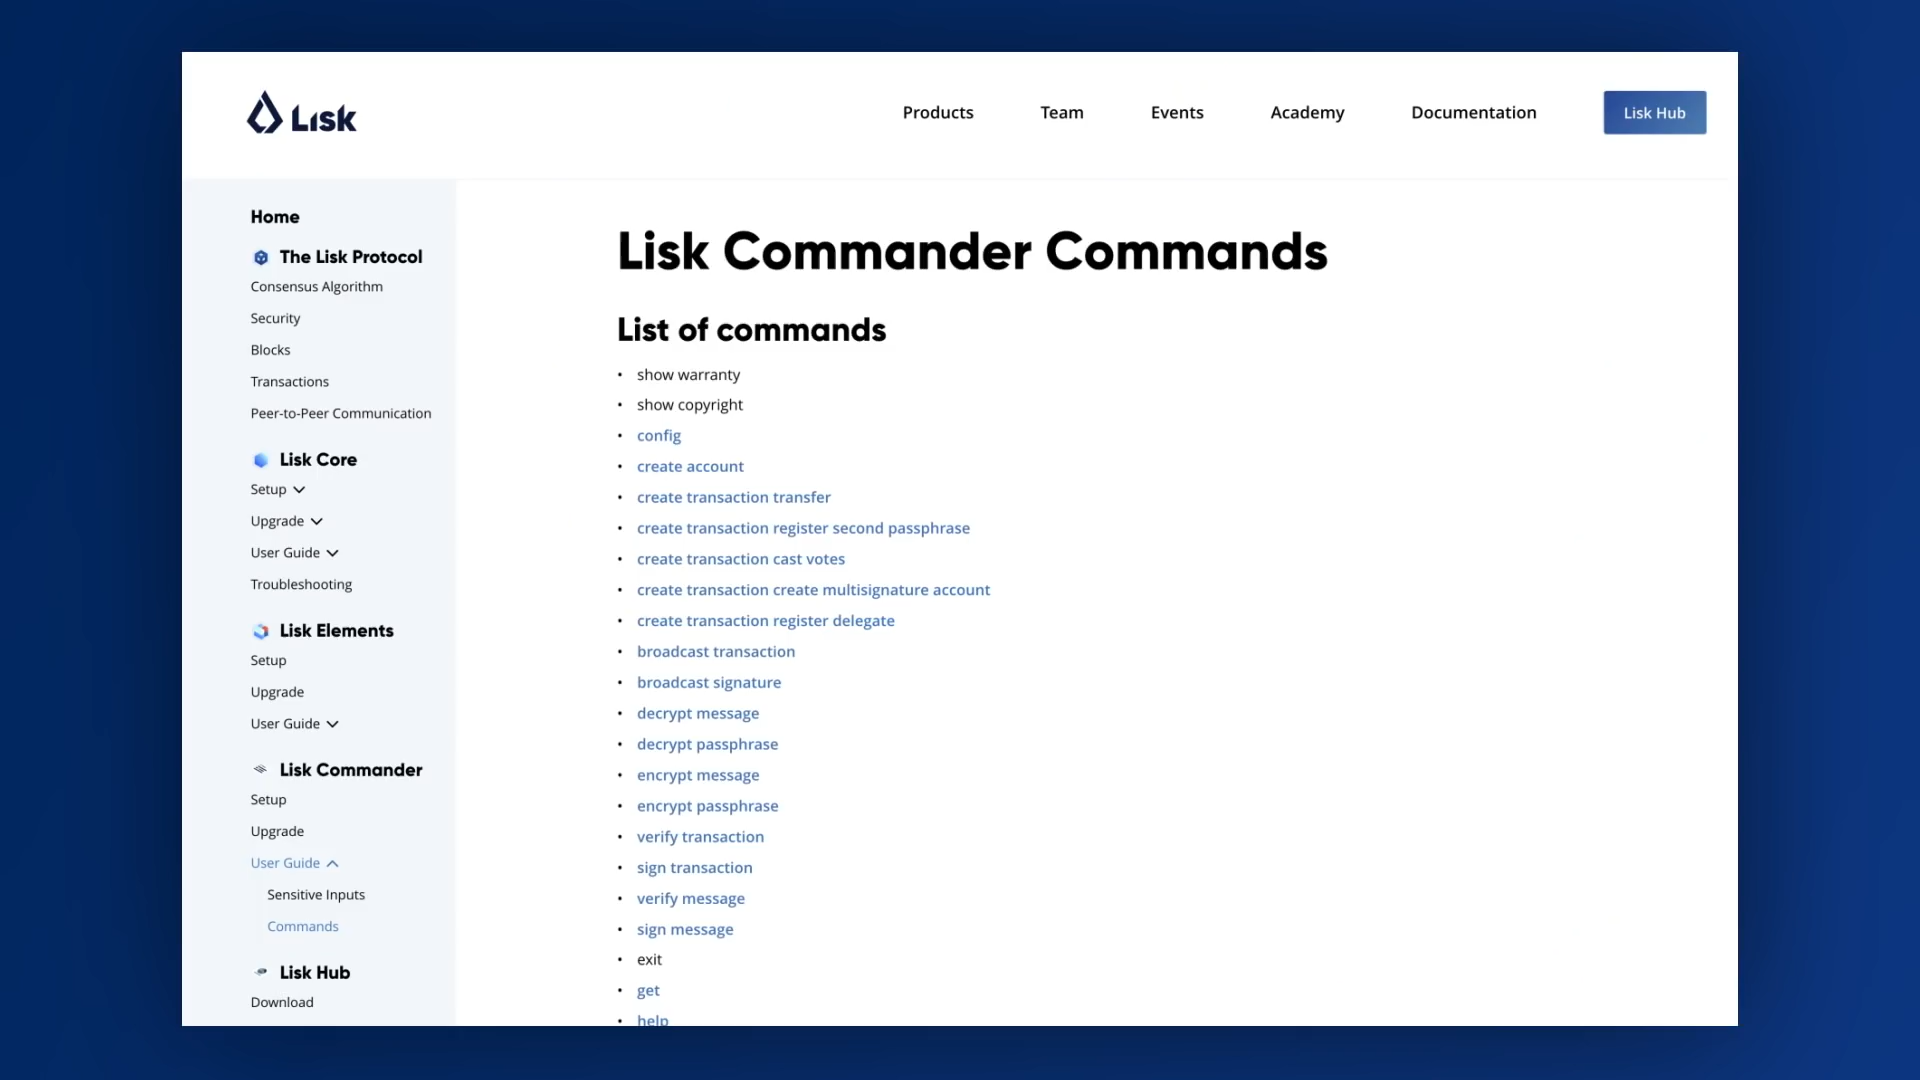 Lisk
Products Team Events Academy Documentation Lisk Hub
Home
The Lisk Protocol
Consensus Algorithm
Security
Blocks
Transactions
Peer-to-Peer Communication
Lisk Core
Setup
Upgrade
User Guide
Troubleshooting
Lisk Elements
Setup
Upgrade
User Guide
Lisk Commander
Setup
Upgrade
User Guide
Sensitive Inputs
Commands
Lisk Hub
Download
Lisk Commander Commands
List of commands
• show warranty
• show copyright
• config
• create account
• create transaction transfer
• create transaction register second passphrase
• create transaction cast votes
• create transaction create multisignature account
• create transaction register delegate
• broadcast transaction
• broadcast signature
• decrypt message
• decrypt passphrase
• encrypt message
• encrypt passphrase
• verify transaction
• sign transaction
• verify message
• sign message
• exit
• get
• help